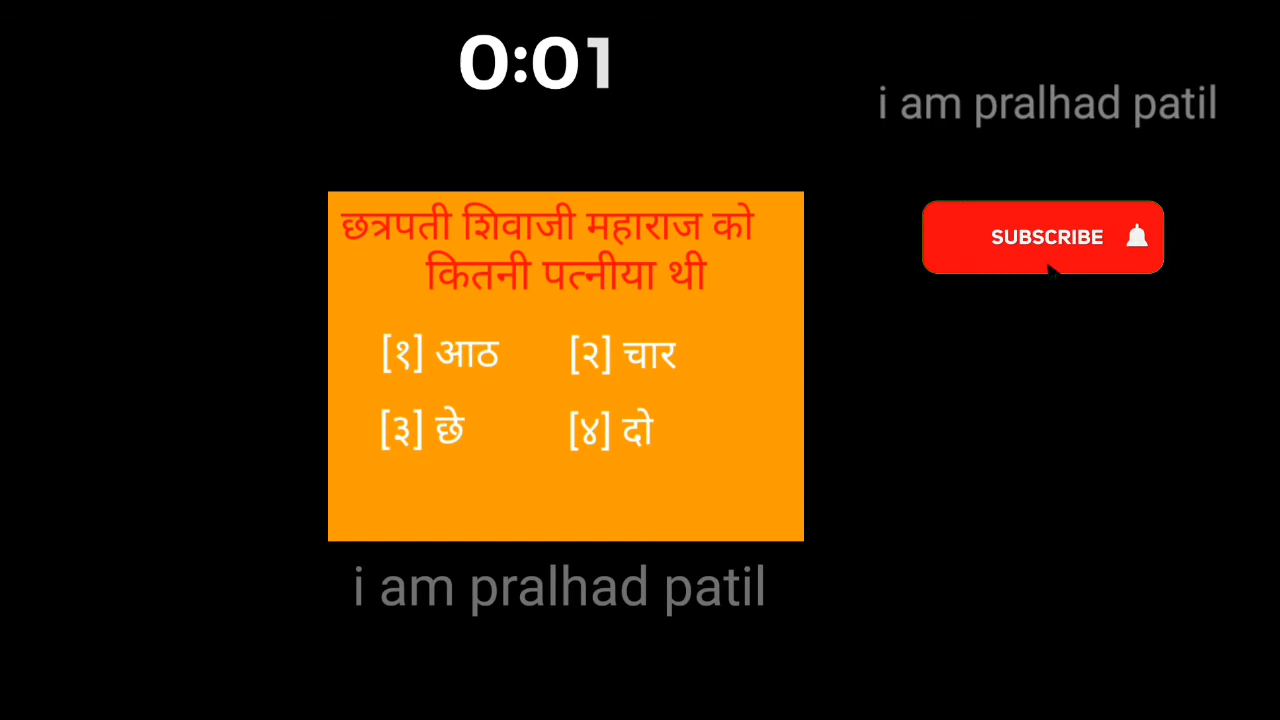 0:01
i am pralhad patil
SUBSCRIBE
छत्रपती शिवाजी महाराज को
कितनी पत्नीया थी
[१] आठ [२] चार
[३] छे [४] दो
i am pralhad patil